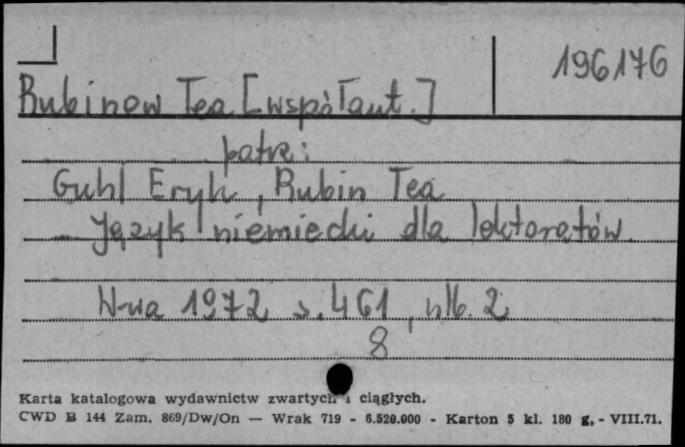 196176
Rubinow Tea [współaut.]
patrz:
Guhl Eryk, Rubin Tea
Język niemiecki dla lektoratów
W-wa 1972 s. 461, nlb. 2
8
Karta katalogowa wydawnictw zwartych i ciągłych.
CWD B 144 Zam. 869/Dw/On — Wrak 719 - 6.520.000 - Karton 5 kl. 180 g, - VIII.71.